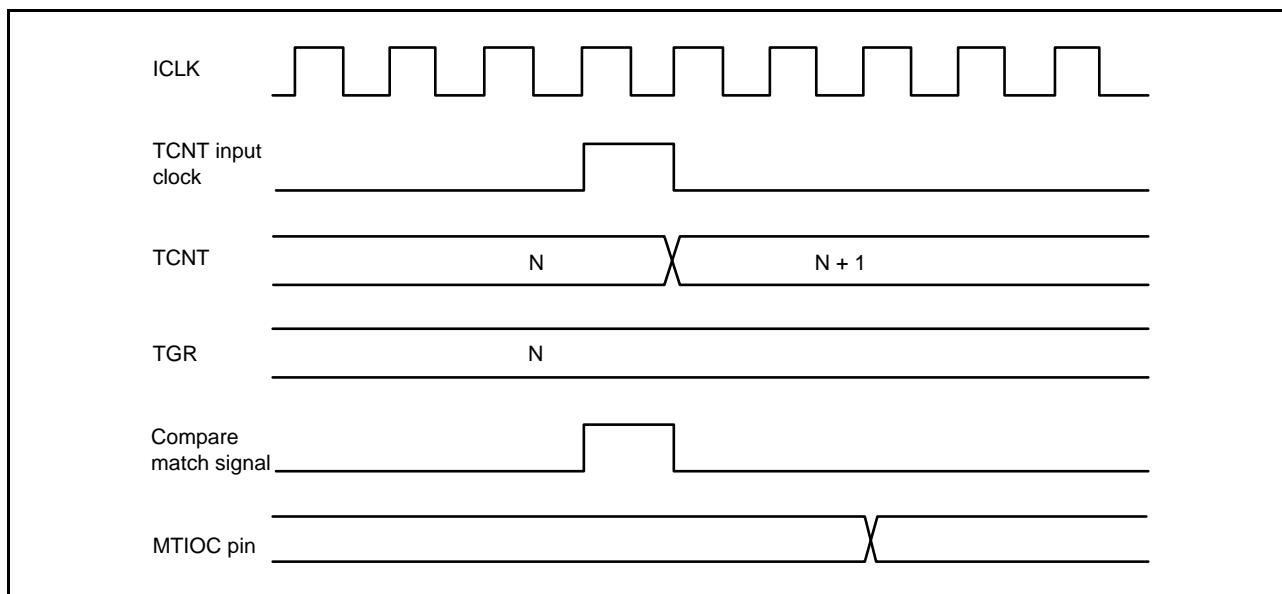 ICLK
TCNT input
clock
TCNT
N
N + 1
TGR
N
Compare
match signal
MTIOC pin